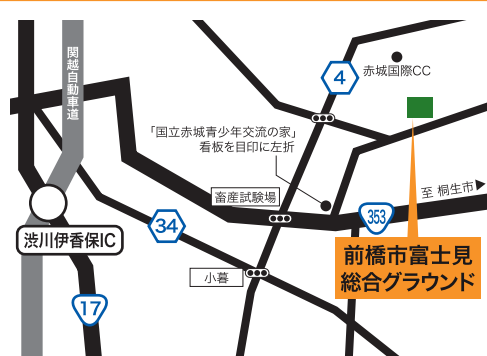 関越自動車道
4
赤城国際CC
「国立赤城青少年交流の家」
看板を目印に左折
至 桐生市
畜産試験場
353
34
渋川伊香保IC
前橋市富士見
総合グラウンド
小暮
17